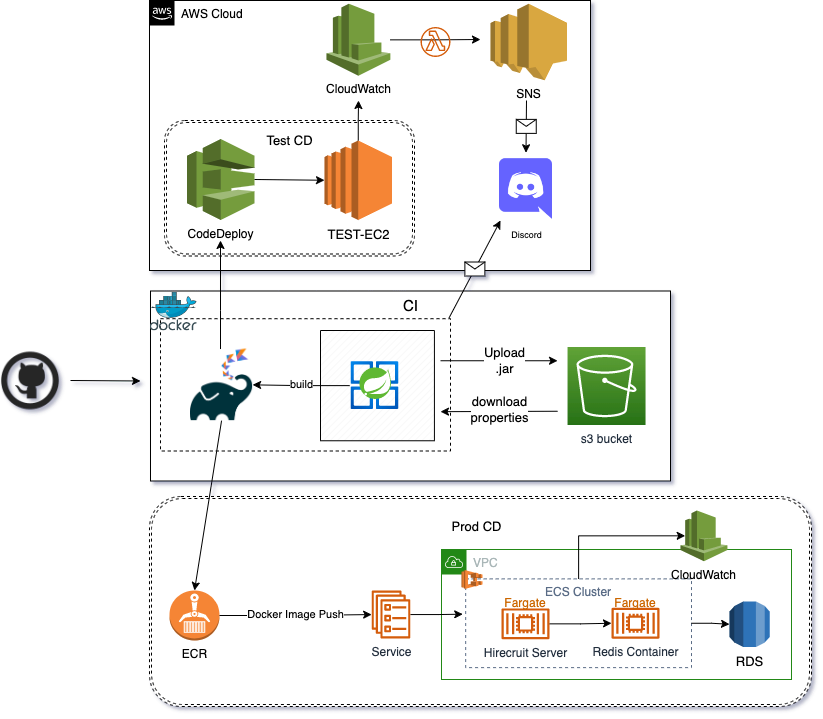 aws
AWS Cloud
CloudWatch
SNS
Test CD
CodeDeploy
TEST-EC2
Discord
CI
docker
build
Upload
.jar
download
properties
s3 bucket
Prod CD
VPC
CloudWatch
ECS Cluster
Fargate
Fargate
Docker Image Push
ECR
Service
Hirecruit Server
Redis Container
RDS